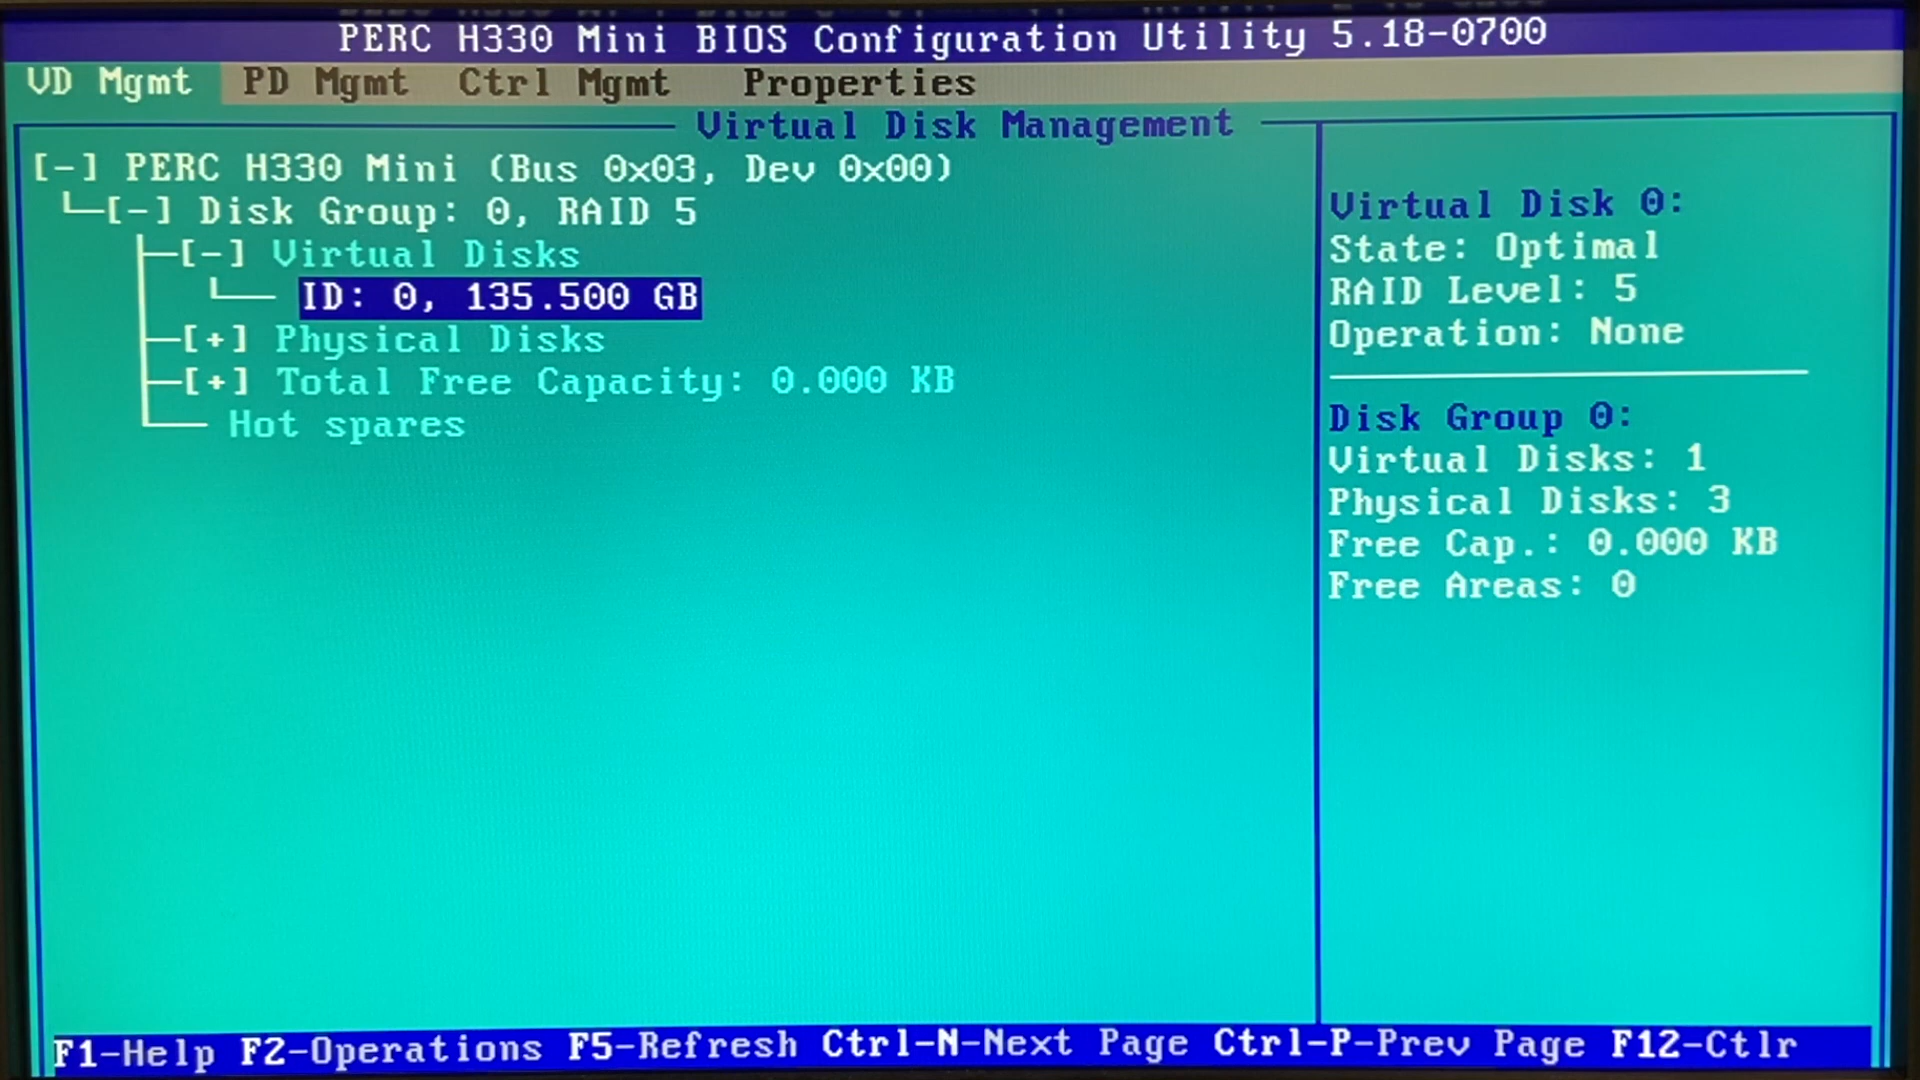 PERC H330 Mini BIOS Configuration Utility 5.18-0700
VD Mgmt PD Mgmt Ctrl Mgmt Properties
Virtual Disk Management
[-] PERC H330 Mini (Bus 0x03, Dev 0x00)
[-] Disk Group: 0, RAID 5
[-] Virtual Disks
ID: 0, 135.500 GB
[+] Physical Disks
[+] Total Free Capacity: 0.000 KB
Hot spares
Virtual Disk 0:
State: Optimal
RAID Level: 5
Operation: None
Disk Group 0:
Virtual Disks: 1
Physical Disks: 3
Free Cap.: 0.000 KB
Free Areas: 0
F1-Help F2-Operations F5-Refresh Ctrl-N-Next Page Ctrl-P-Prev Page F12-Ctlr